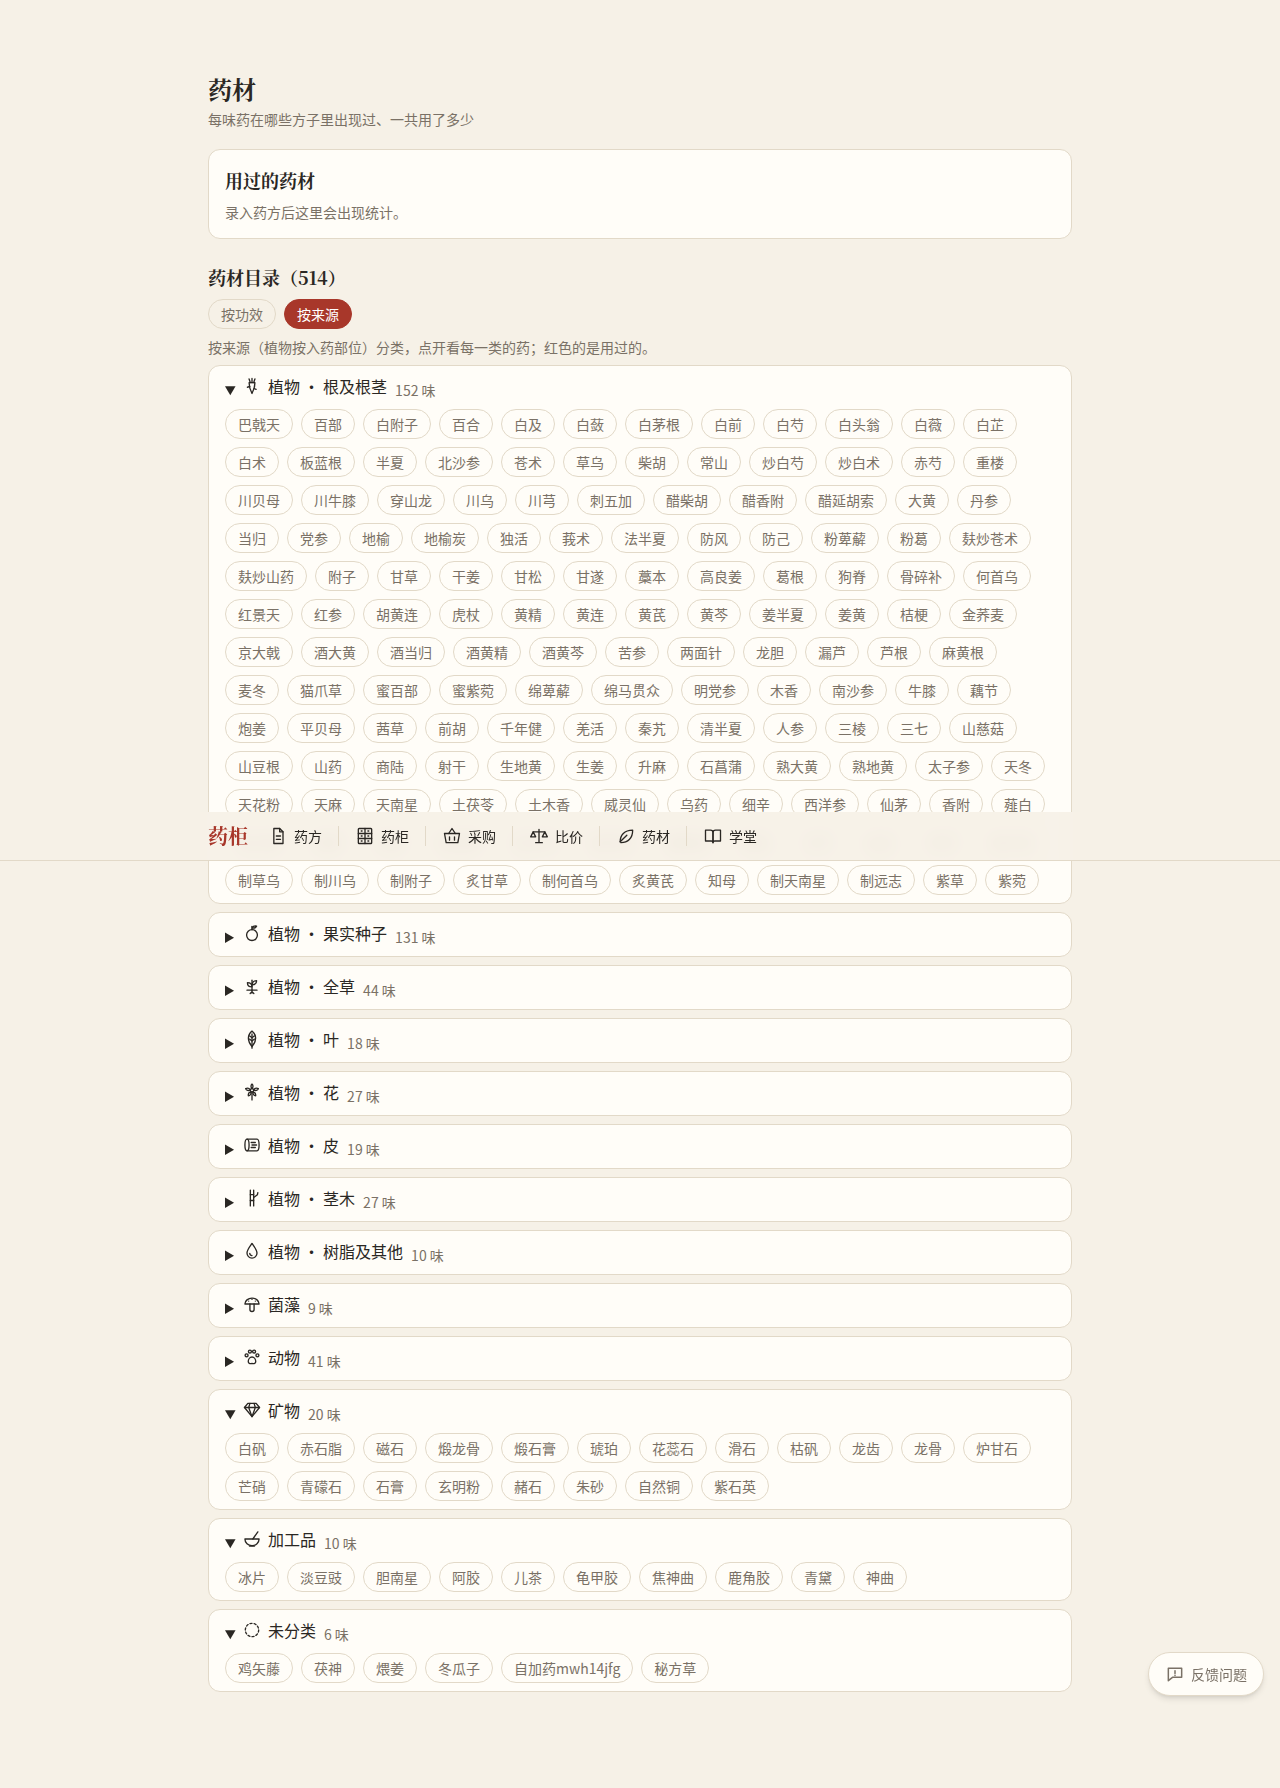 药材
每味药在哪些方子里出现过、一共用了多少
用过的药材
录入药方后这里会出现统计。
药材目录（514）
按功效 按来源
按来源（植物按入药部位）分类，点开看每一类的药；红色的是用过的。
植物 · 根及根茎 152 味
巴戟天 百部 白附子 百合 白及 白蔹 白茅根 白前 白芍 白头翁 白薇 白芷
白术 板蓝根 半夏 北沙参 苍术 草乌 柴胡 常山 炒白芍 炒白术 赤芍 重楼
川贝母 川牛膝 穿山龙 川乌 川芎 刺五加 醋柴胡 醋香附 醋延胡索 大黄 丹参
当归 党参 地榆 地榆炭 独活 莪术 法半夏 防风 防己 粉萆薢 粉葛 麸炒苍术
麸炒山药 附子 甘草 干姜 甘松 甘遂 藁本 高良姜 葛根 狗脊 骨碎补 何首乌
红景天 红参 胡黄连 虎杖 黄精 黄连 黄芪 黄芩 姜半夏 姜黄 桔梗 金荞麦
京大戟 酒大黄 酒当归 酒黄精 酒黄芩 苦参 两面针 龙胆 漏芦 芦根 麻黄根
麦冬 猫爪草 蜜百部 蜜紫菀 绵萆薢 绵马贯众 明党参 木香 南沙参 牛膝 藕节
炮姜 平贝母 茜草 前胡 千年健 羌活 秦艽 清半夏 人参 三棱 三七 山慈菇
山豆根 山药 商陆 射干 生地黄 生姜 升麻 石菖蒲 熟大黄 熟地黄 太子参 天冬
天花粉 天麻 天南星 土茯苓 土木香 威灵仙 乌药 细辛 西洋参 仙茅 香附 薤白
药柜 药方 药柜 采购 比价 药材 学堂
制草乌 制川乌 制附子 炙甘草 制何首乌 炙黄芪 知母 制天南星 制远志 紫草 紫菀
植物 · 果实种子 131 味
植物 · 全草 44 味
植物 · 叶 18 味
植物 · 花 27 味
植物 · 皮 19 味
植物 · 茎木 27 味
植物 · 树脂及其他 10 味
菌藻 9 味
动物 41 味
矿物 20 味
白矾 赤石脂 磁石 煅龙骨 煅石膏 琥珀 花蕊石 滑石 枯矾 龙齿 龙骨 炉甘石
芒硝 青礞石 石膏 玄明粉 赭石 朱砂 自然铜 紫石英
加工品 10 味
冰片 淡豆豉 胆南星 阿胶 儿茶 龟甲胶 焦神曲 鹿角胶 青黛 神曲
未分类 6 味
鸡矢藤 茯神 煨姜 冬瓜子 自加药mwh14jfg 秘方草
反馈问题